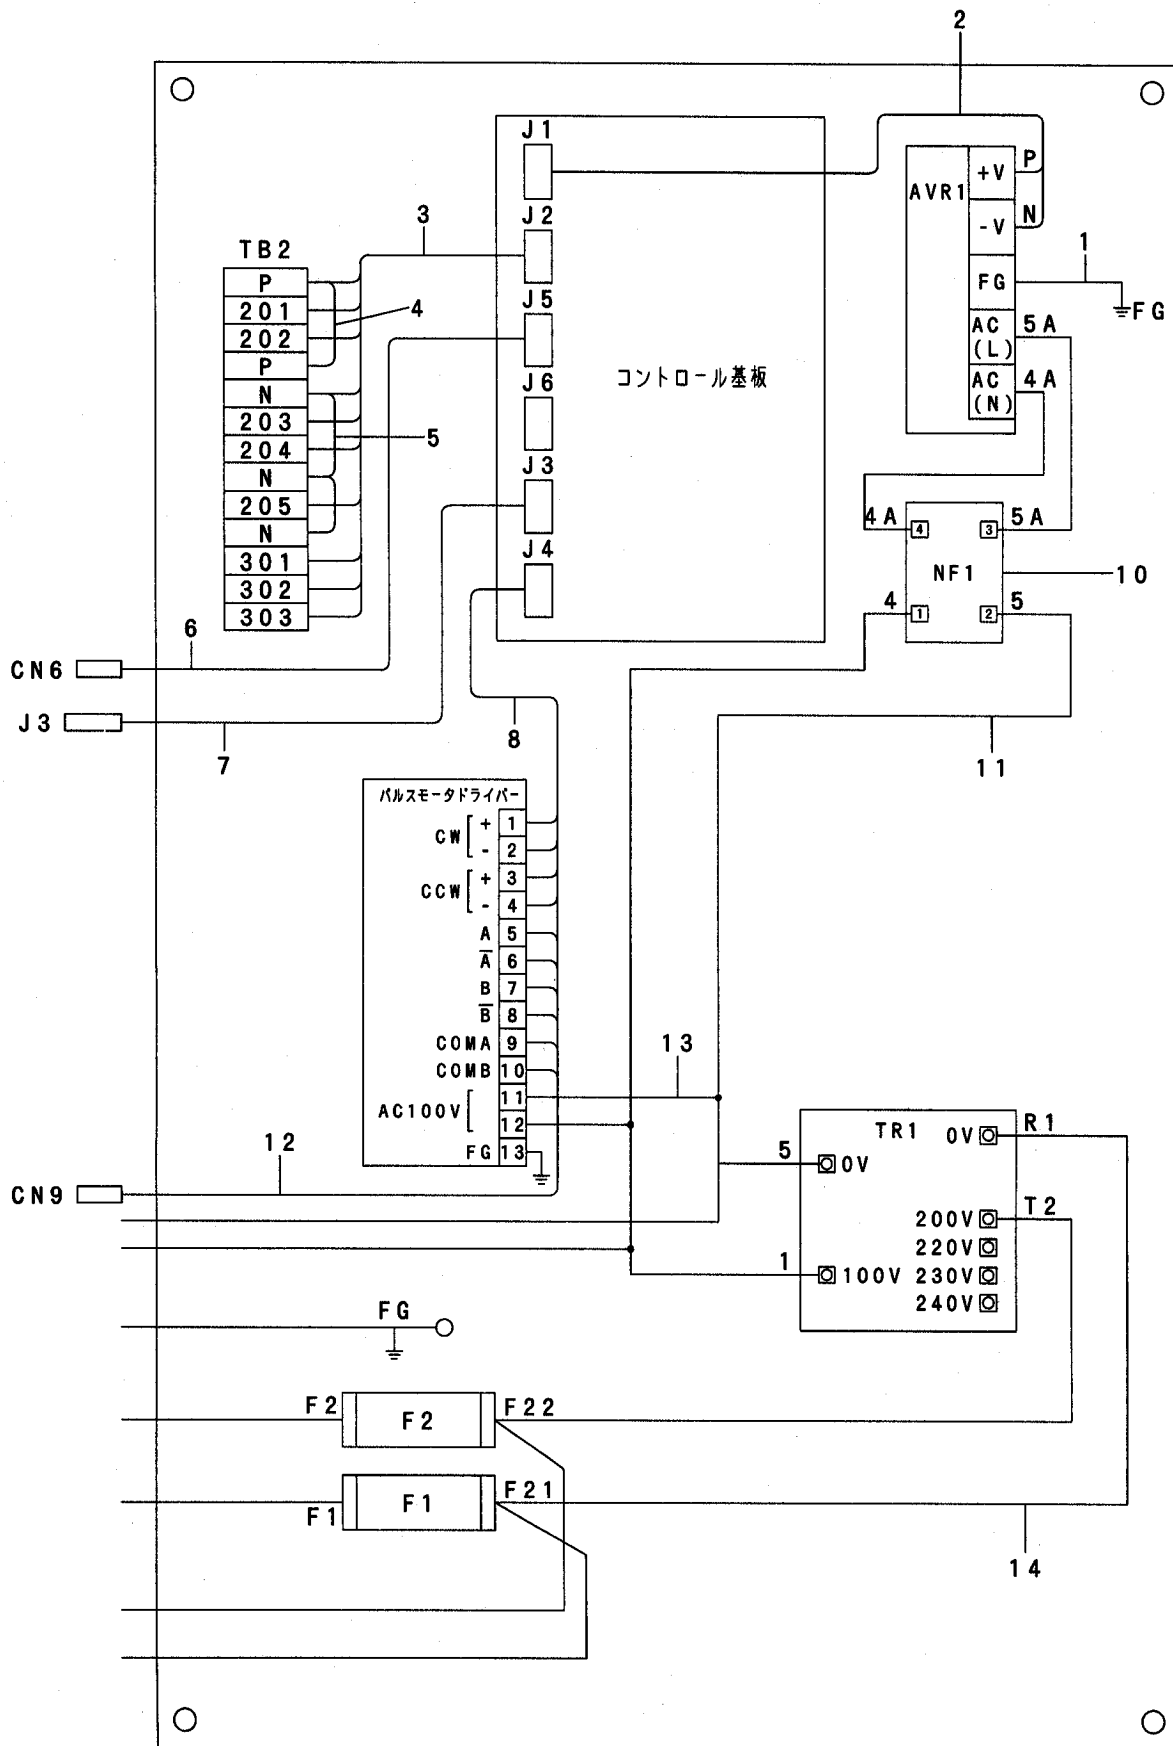 2
J1
AVR1
+V
P
-V
N
FG
1
FG
AC
(L)
5A
AC
(N)
4A
J2
3
TB2
P
201
202
P
N
203
204
N
205
N
301
302
303
4
5
J5
J6
J3
J4
コントロール基板
4A
4
3
5A
NF1
10
4
1
2
5
CN6
6
J3
7
8
11
パルスモータドライバー
CW
+
1
-
2
CCW
+
3
-
4
A
5
A̅
6
B
7
B̅
8
COMA
9
COMB
10
AC100V
11
12
FG
13
13
CN9
12
TR1
0V
R1
5
0V
200V
T2
220V
1
100V
230V
240V
FG
F2
F2
F22
F1
F1
F21
14